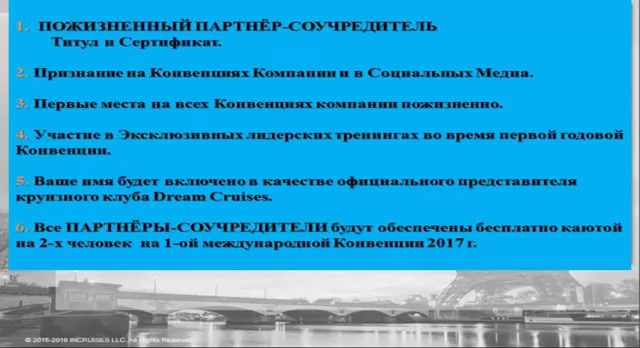 1. ПОЖИЗНЕННЫЙ ПАРТНЁР-СОУЧРЕДИТЕЛЬ
Титул и Сертификат.
2. Признание на Конвенциях Компании и в Социальных Медиа.
3. Первые места на всех Конвенциях компании пожизненно.
4. Участие в Эксклюзивных лидерских тренингах во время первой годовой
Конвенции.
5. Ваше имя будет включено в качестве официального представителя
круизного клуба Dream Cruises.
6. Все ПАРТНЁРЫ-СОУЧРЕДИТЕЛИ будут обеспечены бесплатно каютой
на 2-х человек на 1-ой международной Конвенции 2017 г.
© 2015-2016 INCRUISES LLC. All Rights Reserved.